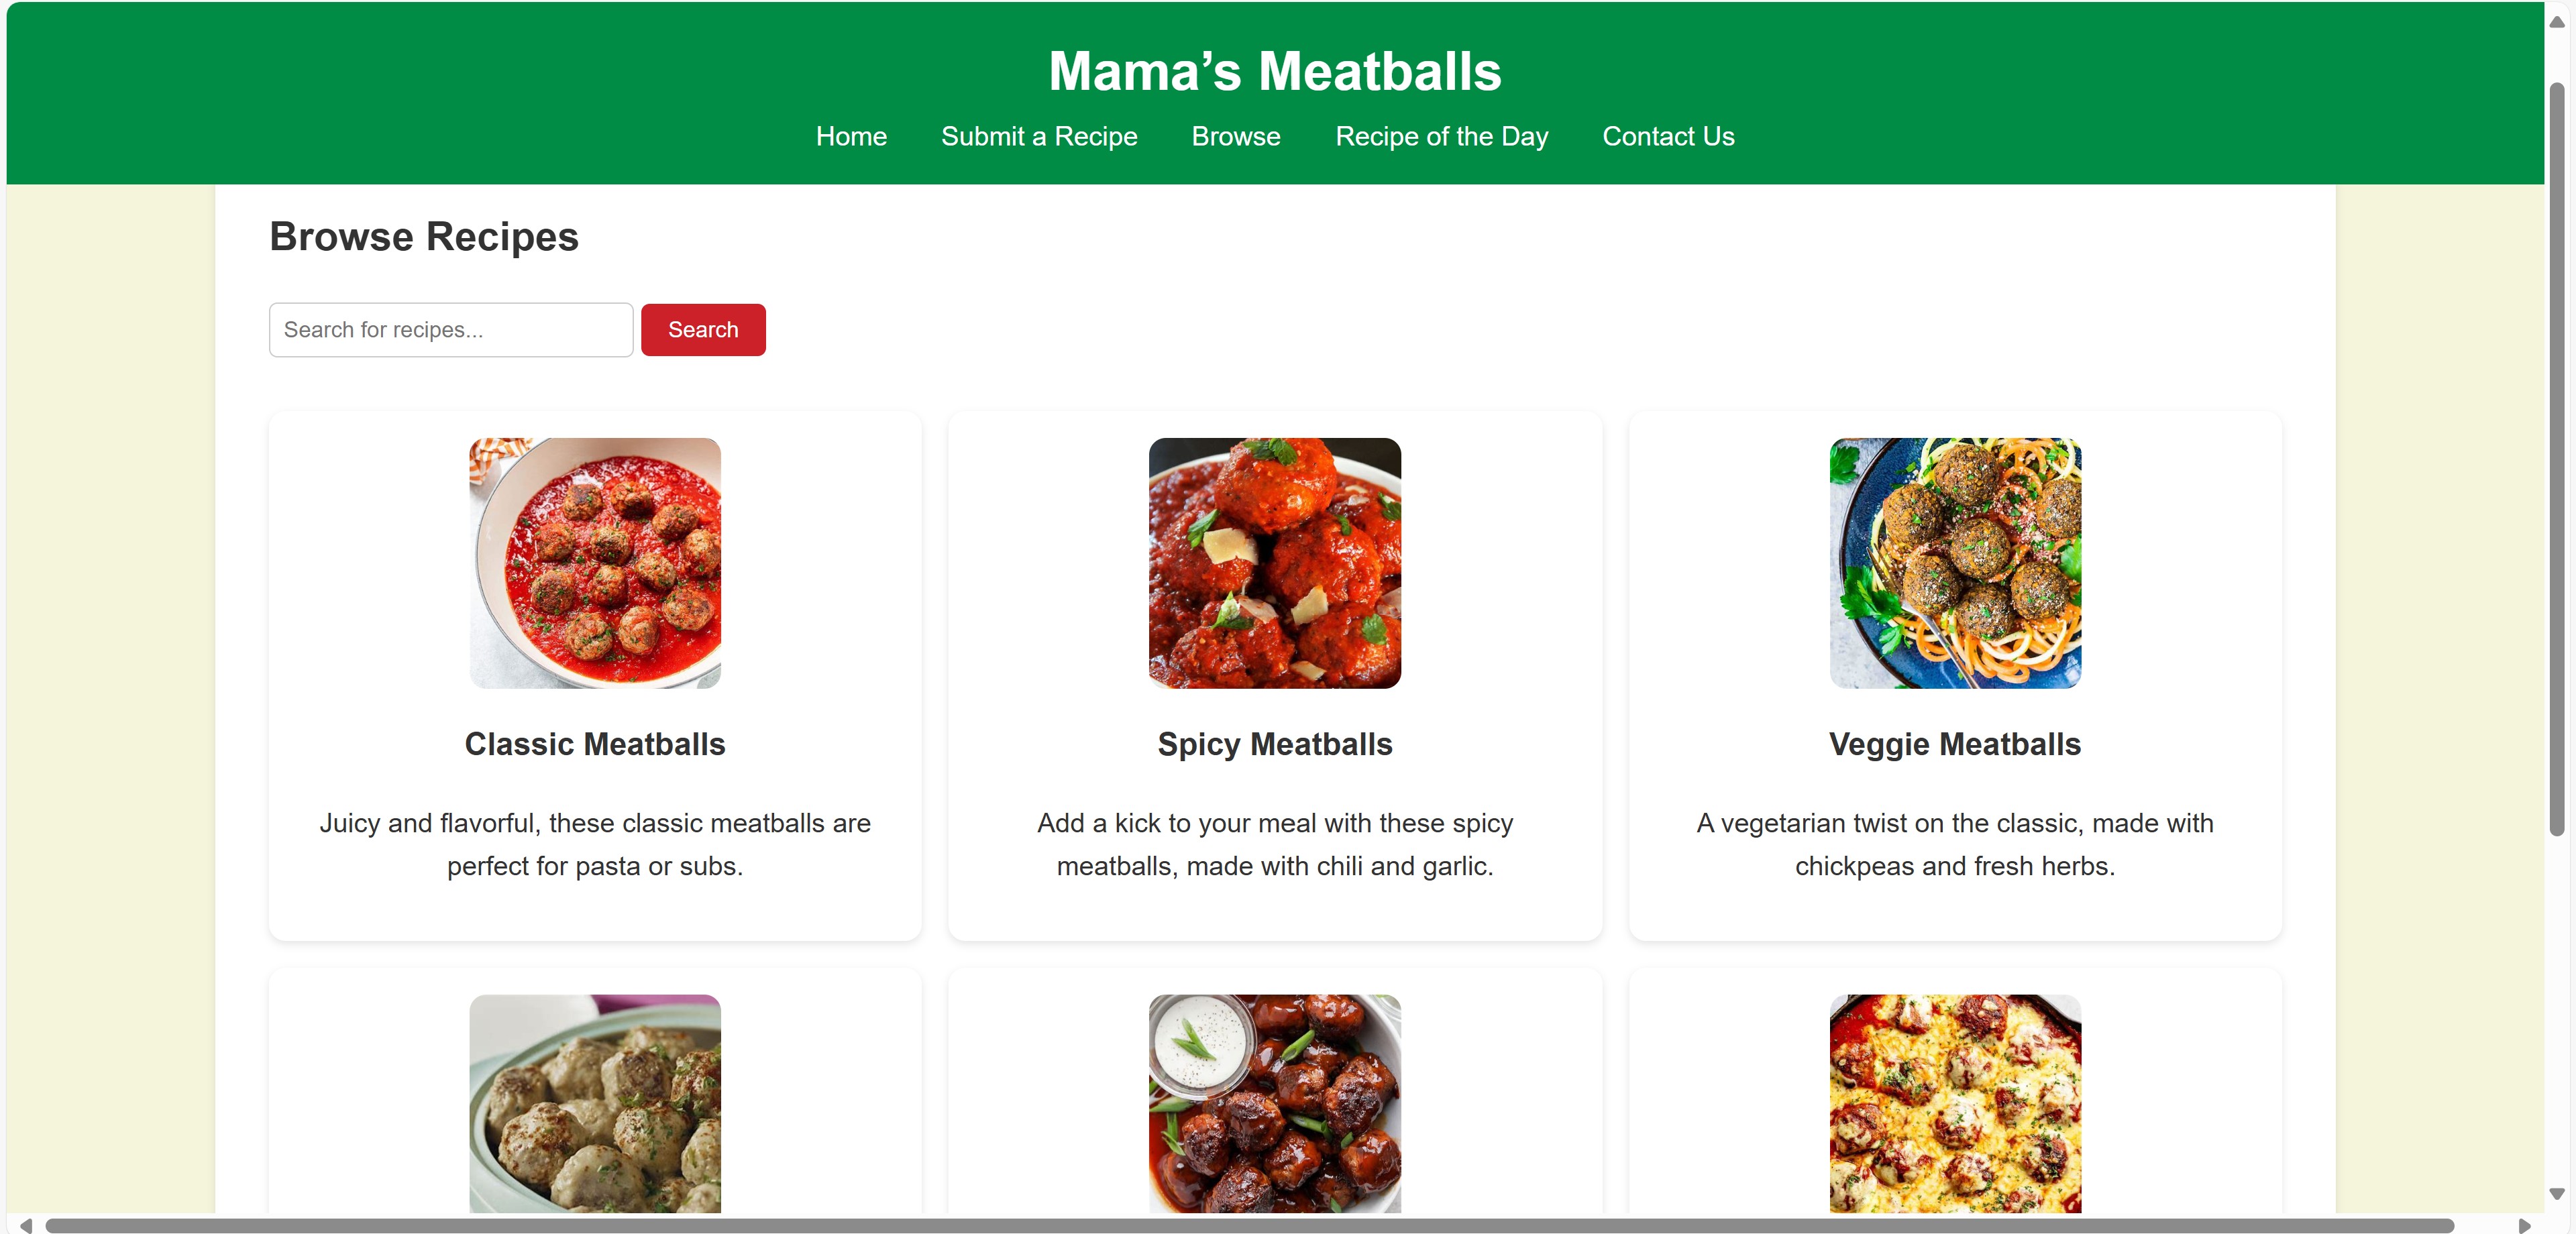 Mama’s Meatballs
Home Submit a Recipe Browse Recipe of the Day Contact Us
Browse Recipes
Search for recipes... Search
Classic Meatballs
Juicy and flavorful, these classic meatballs are
perfect for pasta or subs.
Spicy Meatballs
Add a kick to your meal with these spicy
meatballs, made with chili and garlic.
Veggie Meatballs
A vegetarian twist on the classic, made with
chickpeas and fresh herbs.